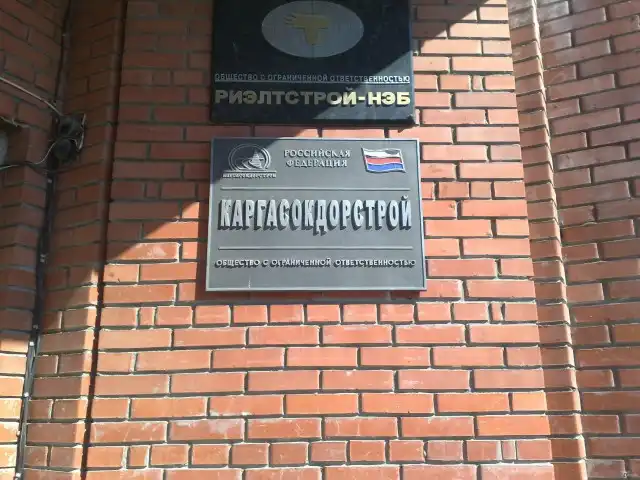 ОБЩЕСТВО С ОГРАНИЧЕННОЙ ОТВЕТСТВЕННОСТЬЮ
РИЭЛТСТРОЙ-НЭБ
РОССИЙСКАЯ
ФЕДЕРАЦИЯ
КАРГАСОКДОРСТРОЙ
ОБЩЕСТВО С ОГРАНИЧЕННОЙ ОТВЕТСТВЕННОСТЬЮ